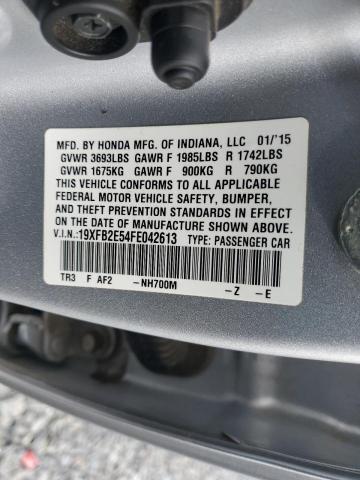 MFD. BY HONDA MFG. OF INDIANA, LLC 01/'15
GVWR 3693LBS GAWR F 1985LBS R 1742LBS
GVWR 1675KG GAWR F 900KG R 790KG
THIS VEHICLE CONFORMS TO ALL APPLICABLE
FEDERAL MOTOR VEHICLE SAFETY, BUMPER,
AND THEFT PREVENTION STANDARDS IN EFFECT
ON THE DATE OF MANUFACTURE SHOWN ABOVE.
V.I.N.:19XFB2E54FE042613 TYPE: PASSENGER CAR
TR3 F AF2 -NH700M -Z -E